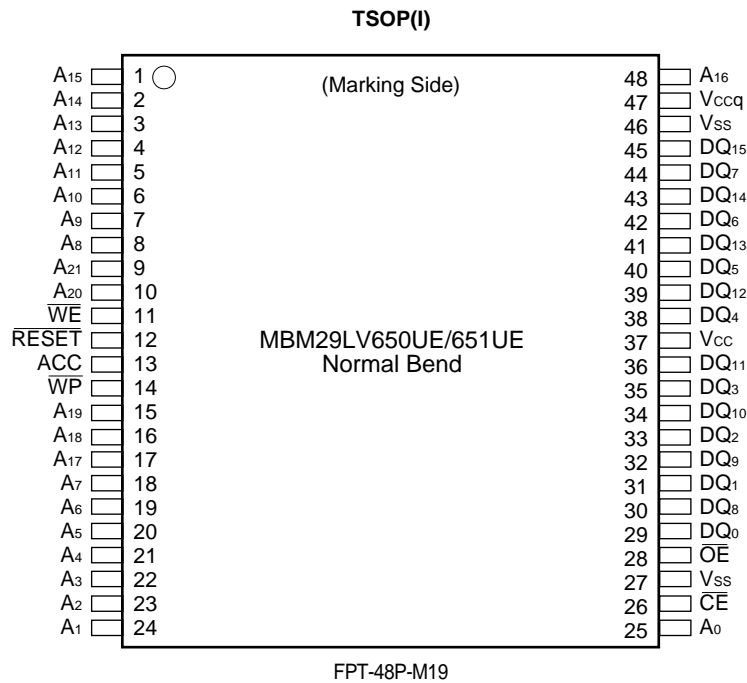 TSOP(I)
(Marking Side)
A15 1 48 A16
A14 2 47 VCCq
A13 3 46 VSS
A12 4 45 DQ15
A11 5 44 DQ7
A10 6 43 DQ14
A9 7 42 DQ6
A8 8 41 DQ13
A21 9 40 DQ5
A20 10 39 DQ12
W̅E̅ 11 38 DQ4
R̅E̅S̅E̅T̅ 12 37 VCC
MBM29LV650UE/651UE
Normal Bend
ACC 13 36 DQ11
W̅P̅ 14 35 DQ3
A19 15 34 DQ10
A18 16 33 DQ2
A17 17 32 DQ9
A7 18 31 DQ1
A6 19 30 DQ8
A5 20 29 DQ0
A4 21 28 O̅E̅
A3 22 27 VSS
A2 23 26 C̅E̅
A1 24 25 A0
FPT-48P-M19